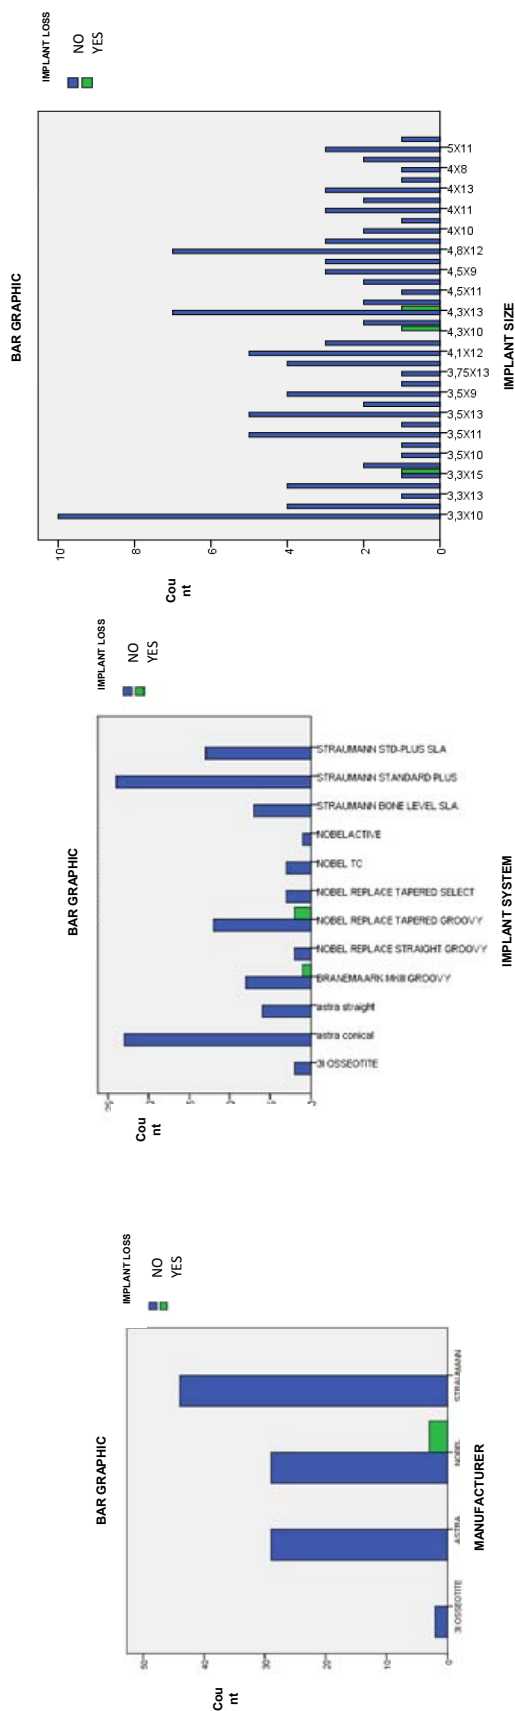 BAR GRAPHIC
IMPLANT LOSS
NO
YES
Cou
nt
10
8
6
4
2
0
3,3X10
3,3X13
3,3X15
3,5X10
3,5X11
3,5X13
3,5X9
3,75X13
4,1X12
4,3X10
4,3X13
4,5X11
4,5X9
4,8X12
4X10
4X11
4X13
4X8
5X11
IMPLANT SIZE
BAR GRAPHIC
IMPLANT LOSS
NO
YES
Cou
nt
3I OSSEOTITE
astra conical
astra straight
BRANEMAARK MKIII GROOVY
NOBEL REPLACE STRAIGHT GROOVY
NOBEL REPLACE TAPERED GROOVY
NOBEL REPLACE TAPERED SELECT
NOBEL TC
NOBELACTIVE
STRAUMANN BONE LEVEL SLA
STRAUMANN STANDARD PLUS
STRAUMANN STD-PLUS SLA
IMPLANT SYSTEM
BAR GRAPHIC
IMPLANT LOSS
NO
YES
Cou
nt
50
40
30
20
10
0
3I OSSEOTITE
ASTRA
NOBEL
STRAUMANN
MANUFACTURER